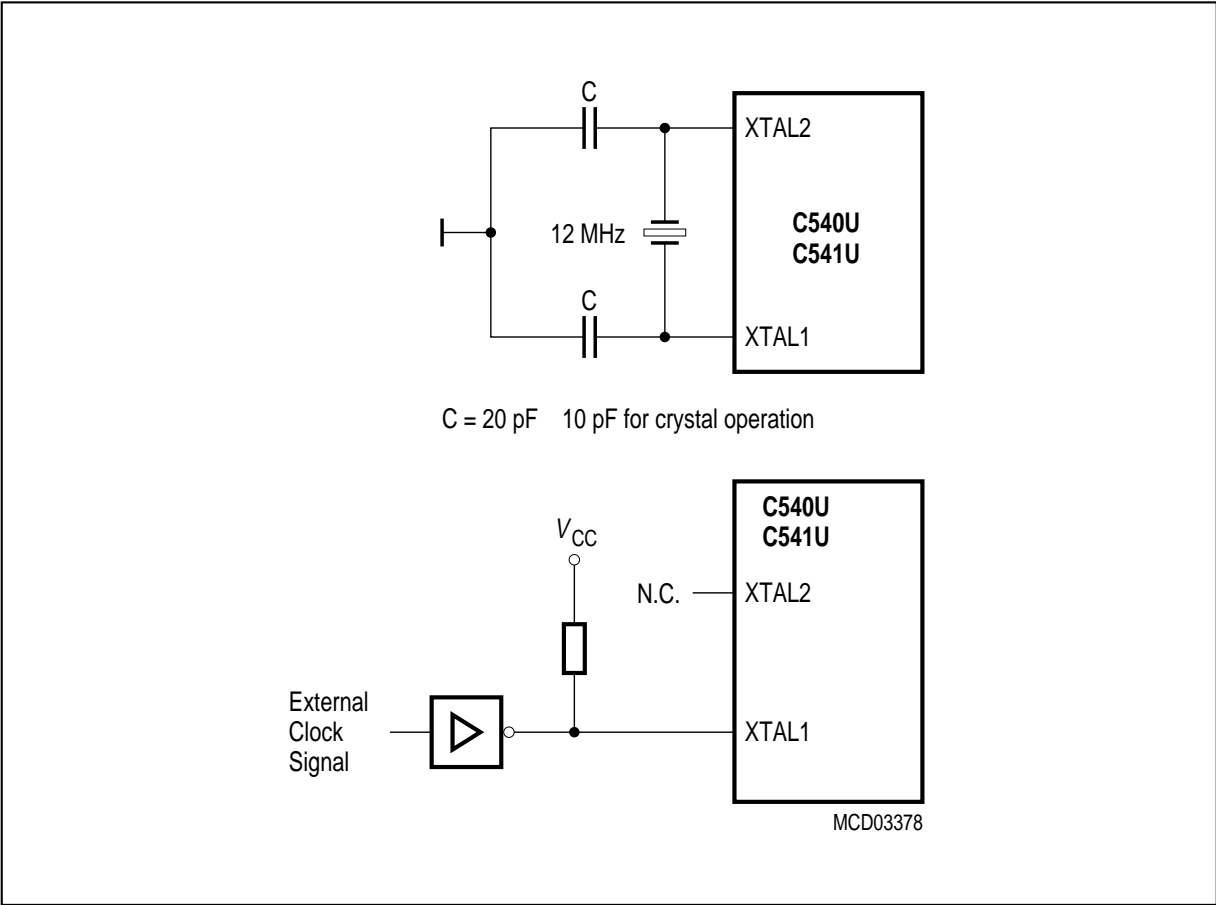 C
XTAL2
12 MHz
C540U
C541U
C
XTAL1
C = 20 pF 10 pF for crystal operation
C540U
C541U
VCC
N.C.
XTAL2
External
Clock
Signal
XTAL1
MCD03378